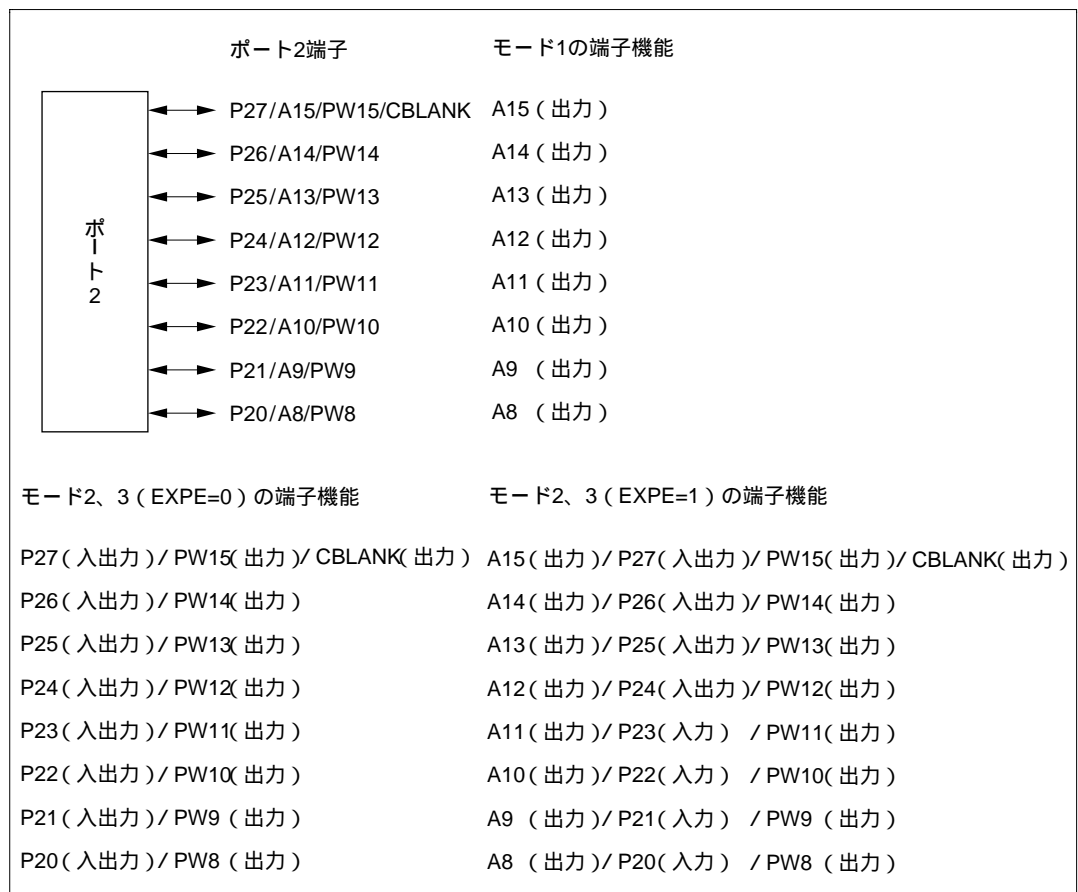 ポート2端子 モード1の端子機能
P27/A15/PW15/CBLANK A15(出力)
P26/A14/PW14 A14(出力)
P25/A13/PW13 A13(出力)
P24/A12/PW12 A12(出力)
P23/A11/PW11 A11(出力)
P22/A10/PW10 A10(出力)
P21/A9/PW9 A9 (出力)
P20/A8/PW8 A8 (出力)
ポート2
モード2、3(EXPE=0)の端子機能 モード2、3(EXPE=1)の端子機能
P27(入出力)/ PW15(出力)/ CBLANK(出力) A15(出力)/ P27(入出力)/ PW15(出力)/ CBLANK(出力)
P26(入出力)/ PW14(出力) A14(出力)/ P26(入出力)/ PW14(出力)
P25(入出力)/ PW13(出力) A13(出力)/ P25(入出力)/ PW13(出力)
P24(入出力)/ PW12(出力) A12(出力)/ P24(入出力)/ PW12(出力)
P23(入出力)/ PW11(出力) A11(出力)/ P23(入力) / PW11(出力)
P22(入出力)/ PW10(出力) A10(出力)/ P22(入力) / PW10(出力)
P21(入出力)/ PW9 (出力) A9 (出力)/ P21(入力) / PW9 (出力)
P20(入出力)/ PW8 (出力) A8 (出力)/ P20(入力) / PW8 (出力)